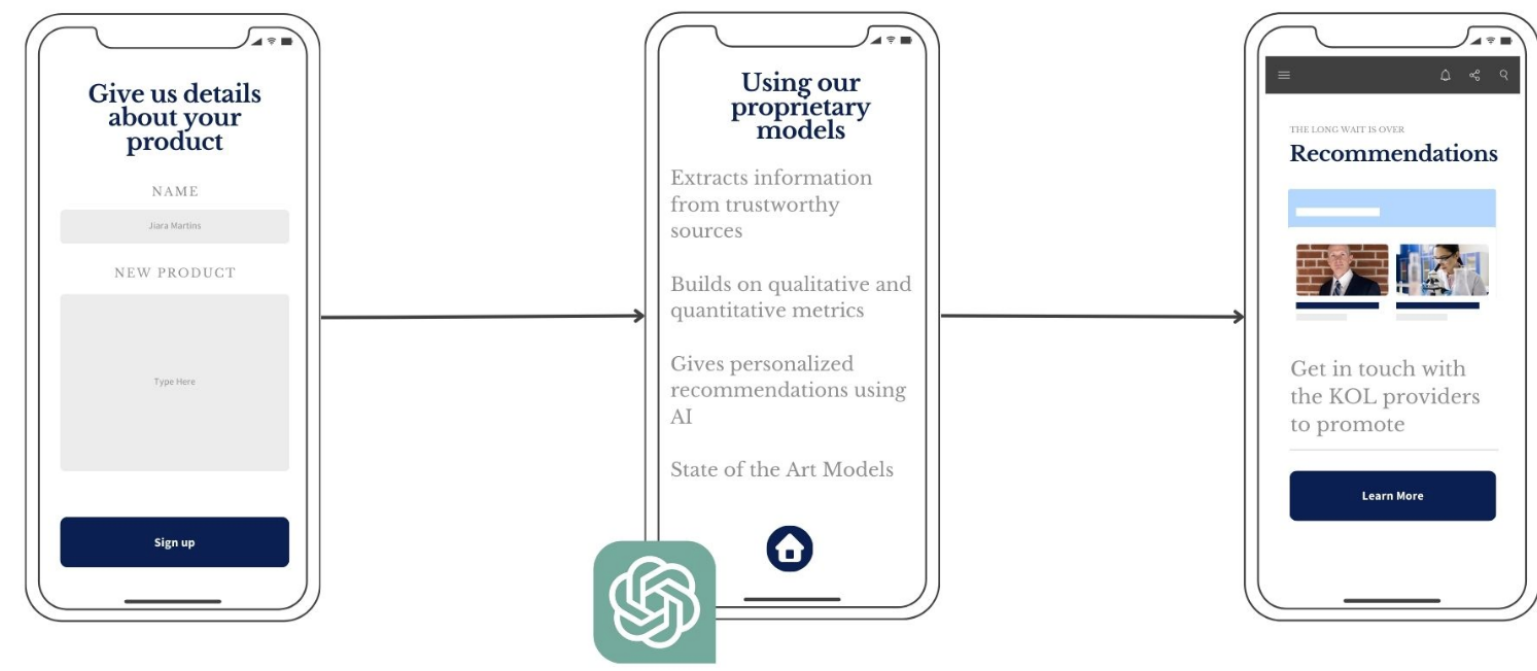 Give us details
about your
product
NAME
Jiara Martins
NEW PRODUCT
Type Here
Sign up
Using our
proprietary
models
Extracts information
from trustworthy
sources
Builds on qualitative and
quantitative metrics
Gives personalized
recommendations using
AI
State of the Art Models
THE LONG WAIT IS OVER
Recommendations
Get in touch with
the KOL providers
to promote
Learn More